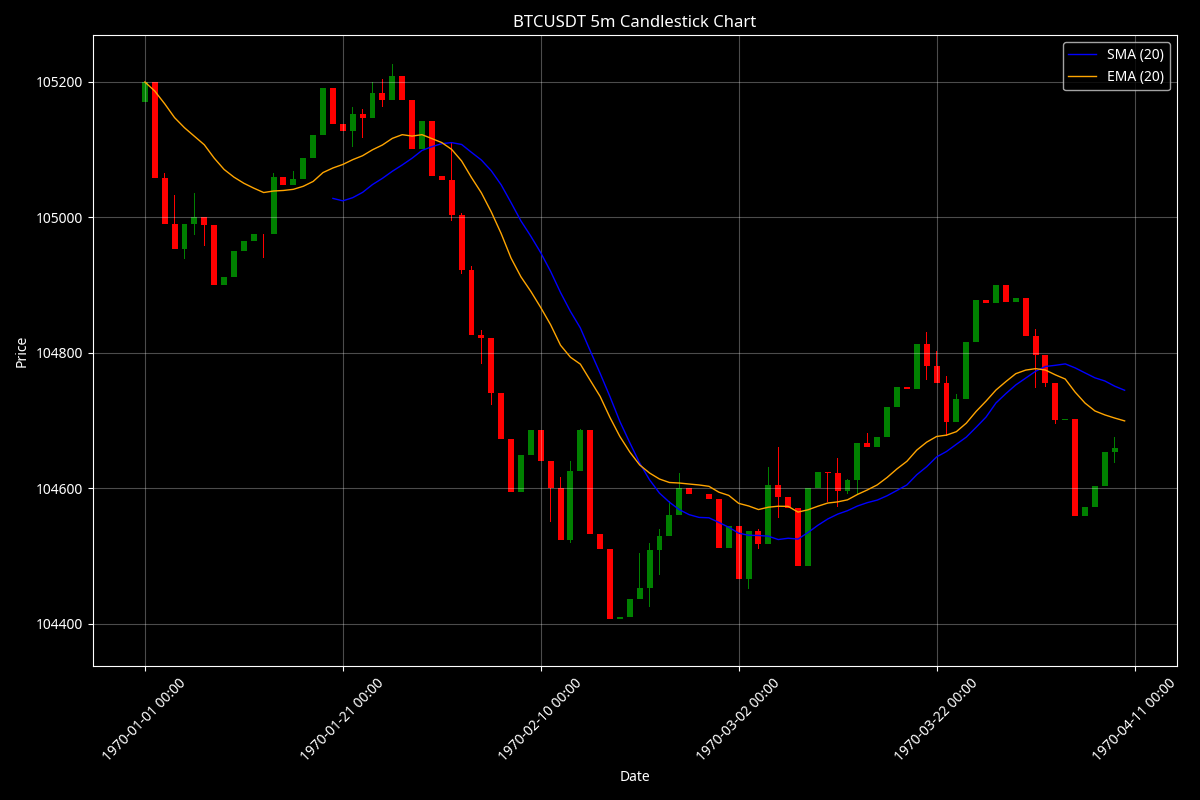 BTCUSDT 5m Candlestick Chart
SMA (20)
EMA (20)
105200
105000
104800
104600
104400
Price
1970-01-01 00:00
1970-01-21 00:00
1970-02-10 00:00
1970-03-02 00:00
1970-03-22 00:00
1970-04-11 00:00
Date